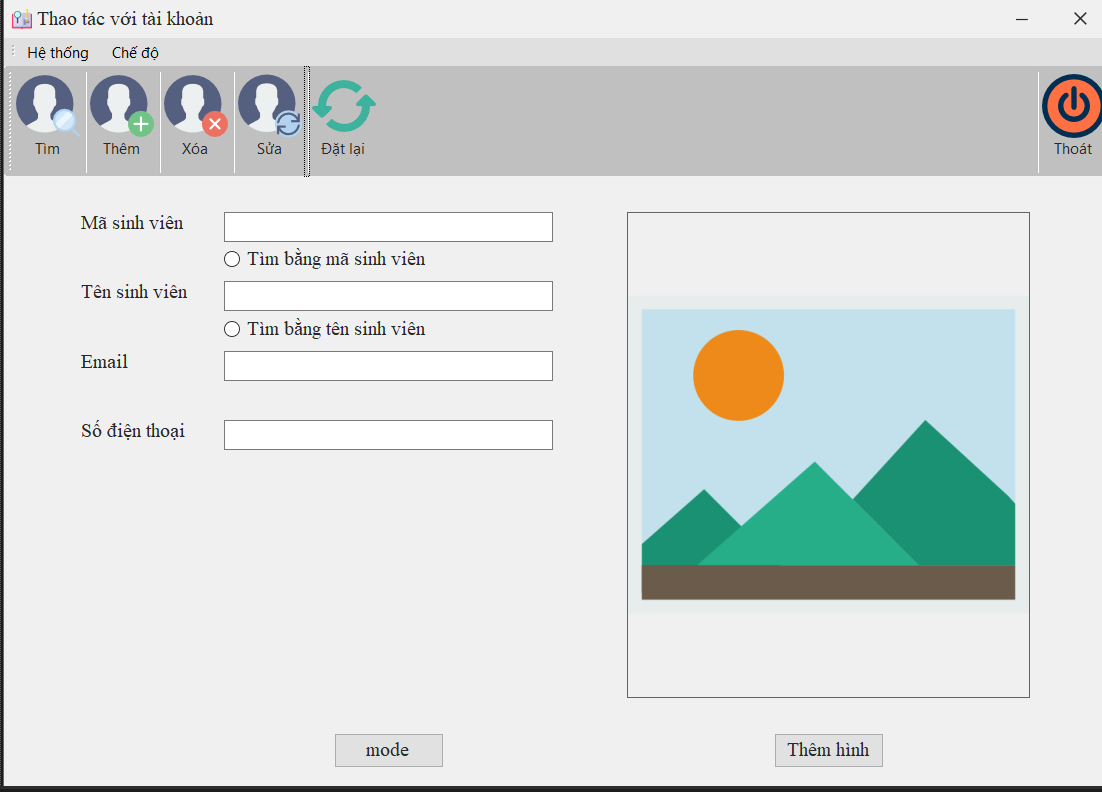 Thao tác với tài khoản
Hệ thống Chế độ
Tìm Thêm Xóa Sửa Đặt lại Thoát
Mã sinh viên
Tìm bằng mã sinh viên
Tên sinh viên
Tìm bằng tên sinh viên
Email
Số điện thoại
mode Thêm hình